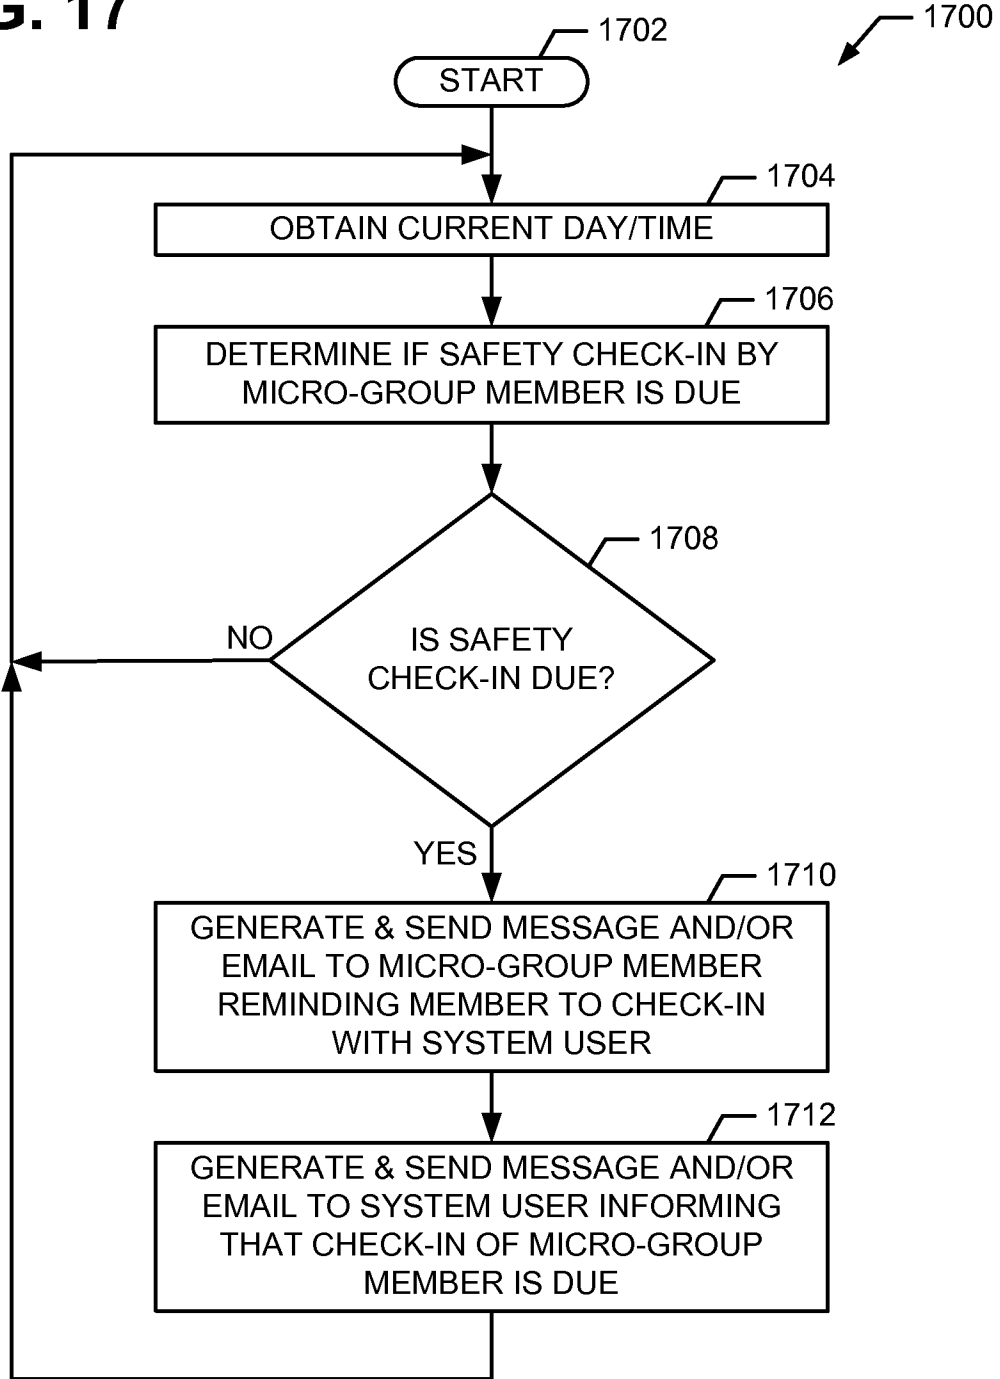 G. 17
1700
1702
START
1704
OBTAIN CURRENT DAY/TIME
1706
DETERMINE IF SAFETY CHECK-IN BY
MICRO-GROUP MEMBER IS DUE
1708
NO
IS SAFETY
CHECK-IN DUE?
YES
1710
GENERATE & SEND MESSAGE AND/OR
EMAIL TO MICRO-GROUP MEMBER
REMINDING MEMBER TO CHECK-IN
WITH SYSTEM USER
1712
GENERATE & SEND MESSAGE AND/OR
EMAIL TO SYSTEM USER INFORMING
THAT CHECK-IN OF MICRO-GROUP
MEMBER IS DUE